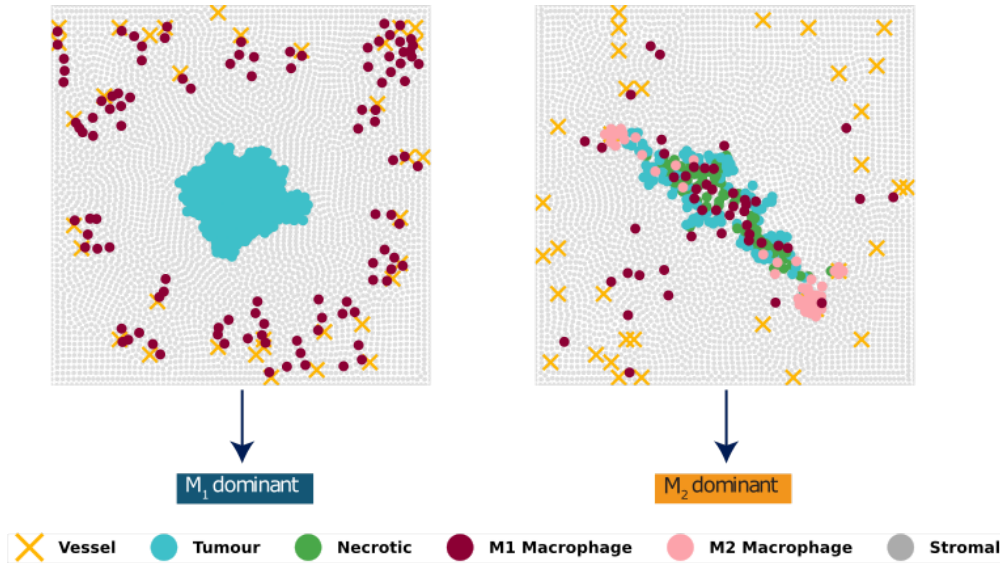 M1 dominant
M2 dominant
Vessel
Tumour
Necrotic
M1 Macrophage
M2 Macrophage
Stromal